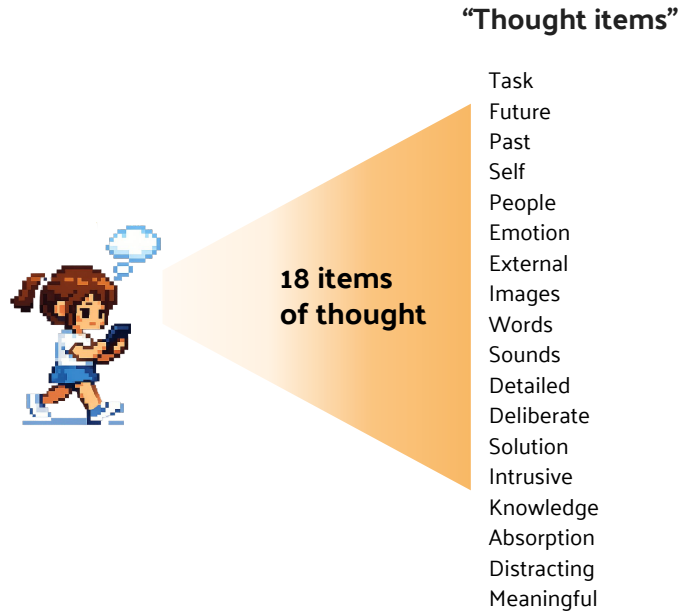 “Thought items”
18 items
of thought
Task
Future
Past
Self
People
Emotion
External
Images
Words
Sounds
Detailed
Deliberate
Solution
Intrusive
Knowledge
Absorption
Distracting
Meaningful